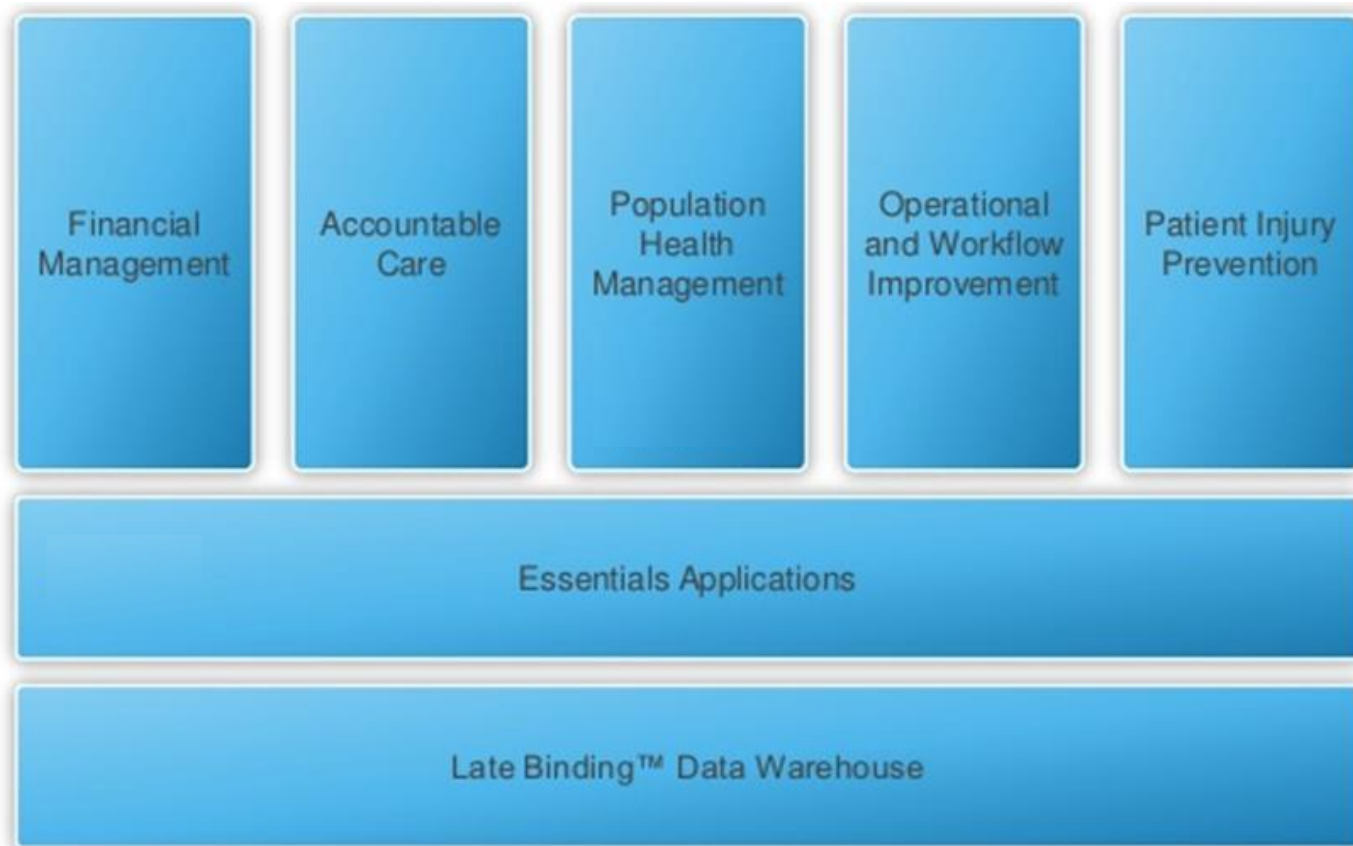 Financial
Management
Accountable
Care
Population
Health
Management
Operational
and Workflow
Improvement
Patient Injury
Prevention
Essentials Applications
Late Binding™ Data Warehouse